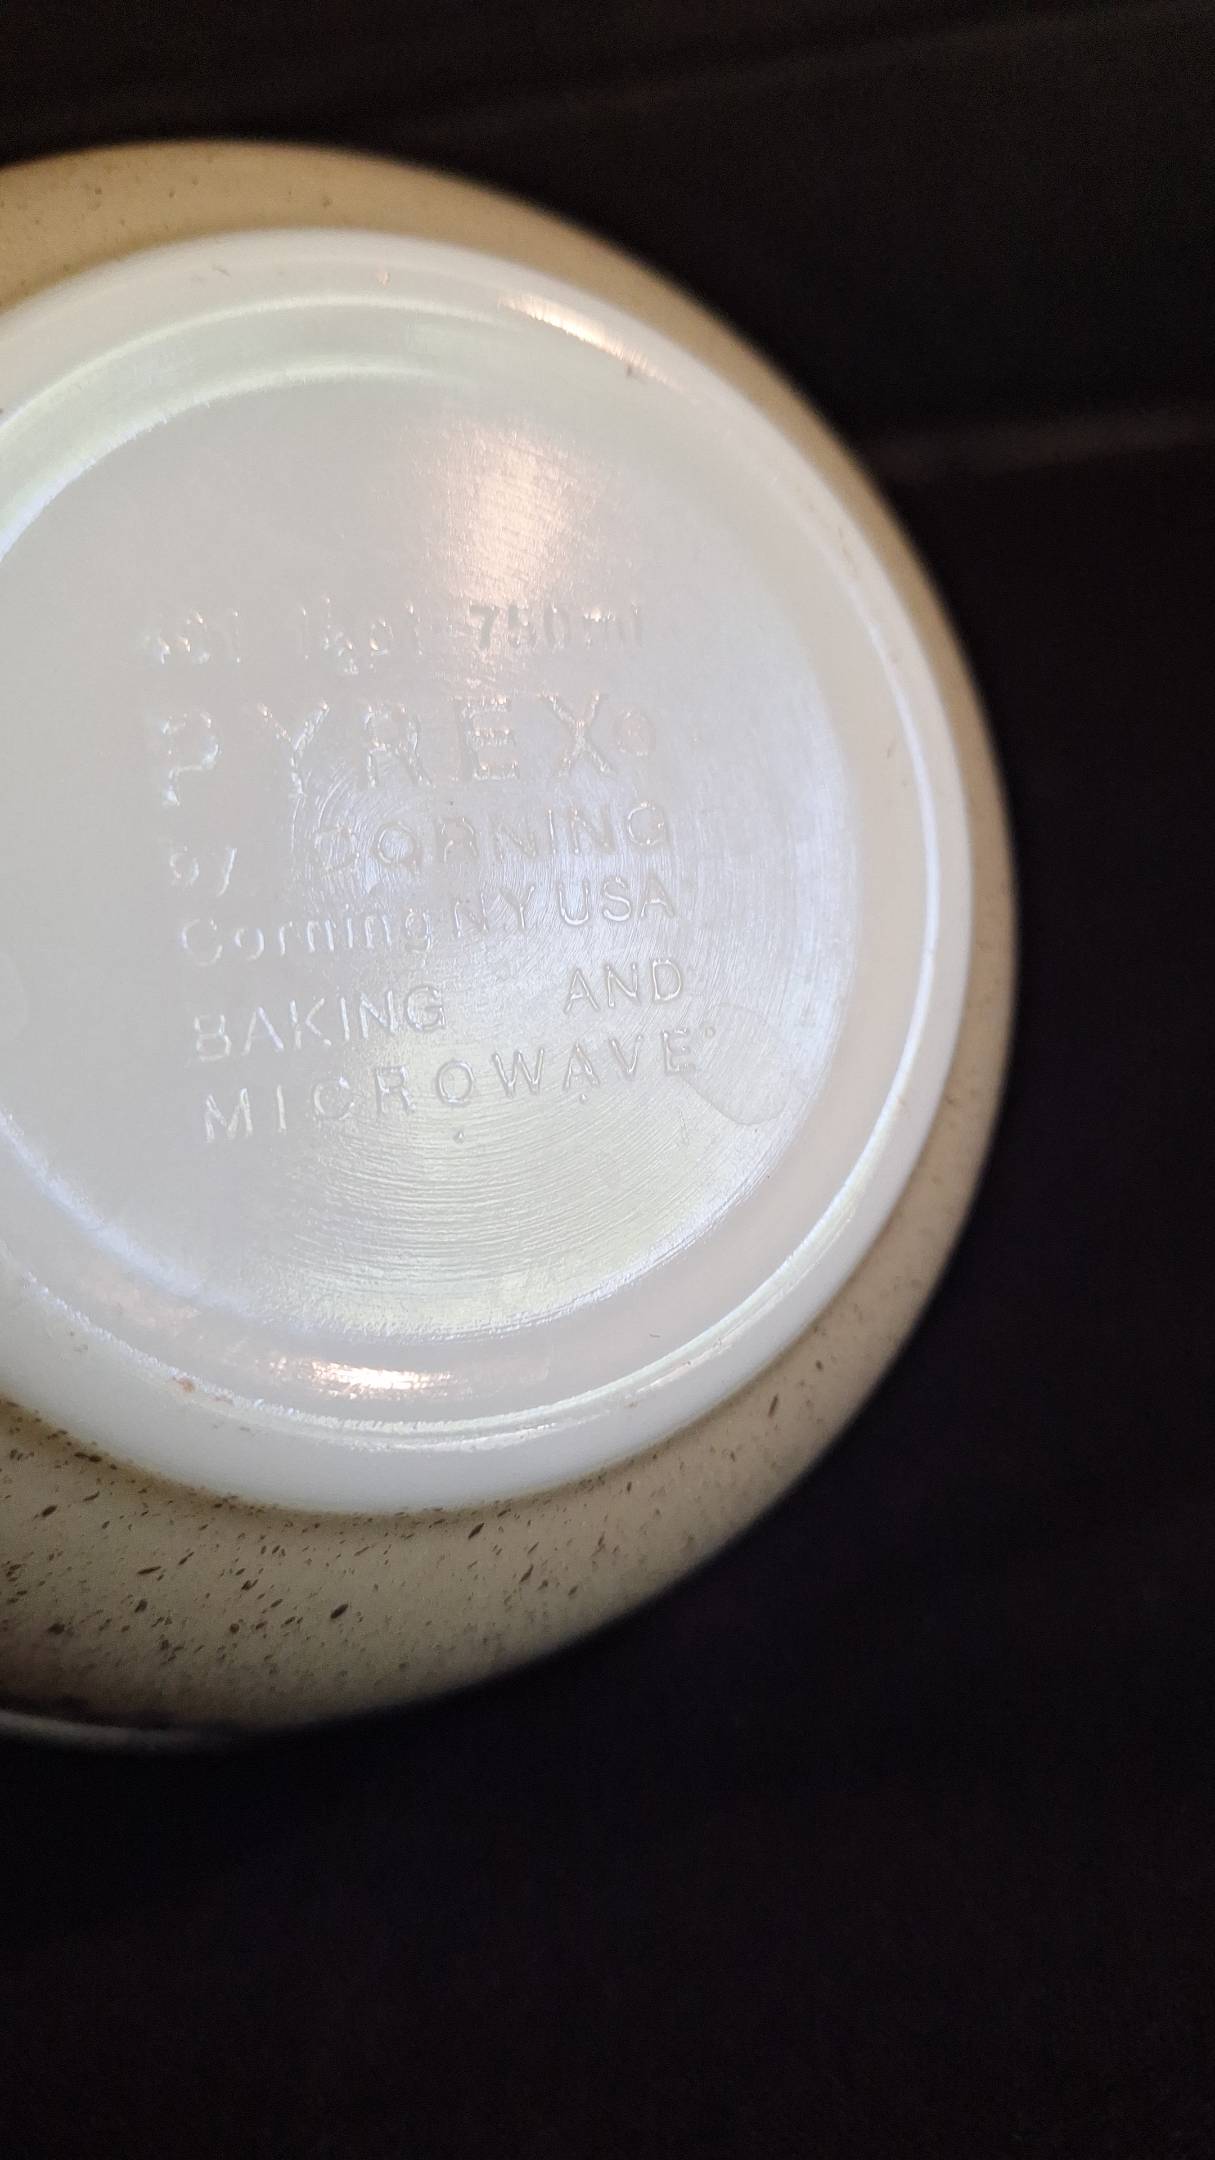 401 1½pt 750ml
PYREX®
by CORNING
Corning NY USA
BAKING AND
MICROWAVE